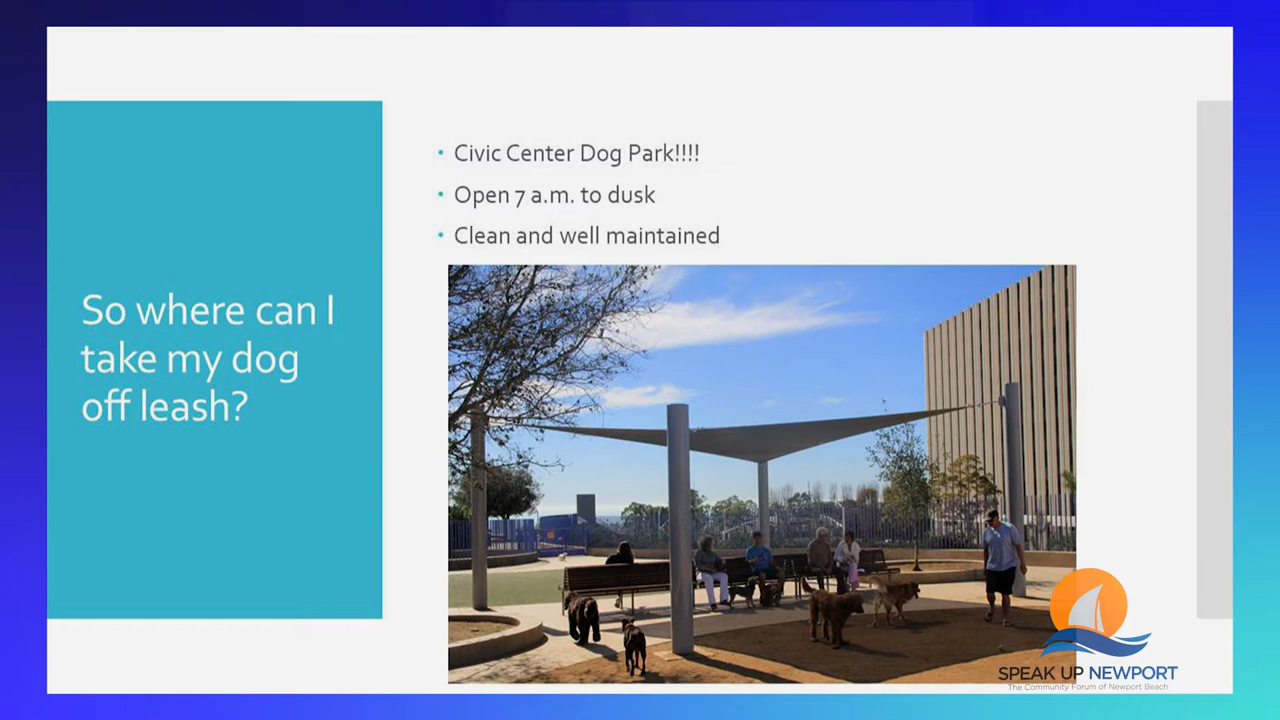 So where can I
take my dog
off leash?
• Civic Center Dog Park!!!!
• Open 7 a.m. to dusk
• Clean and well maintained
SPEAK UP NEWPORT
The Community Forum of Newport Beach